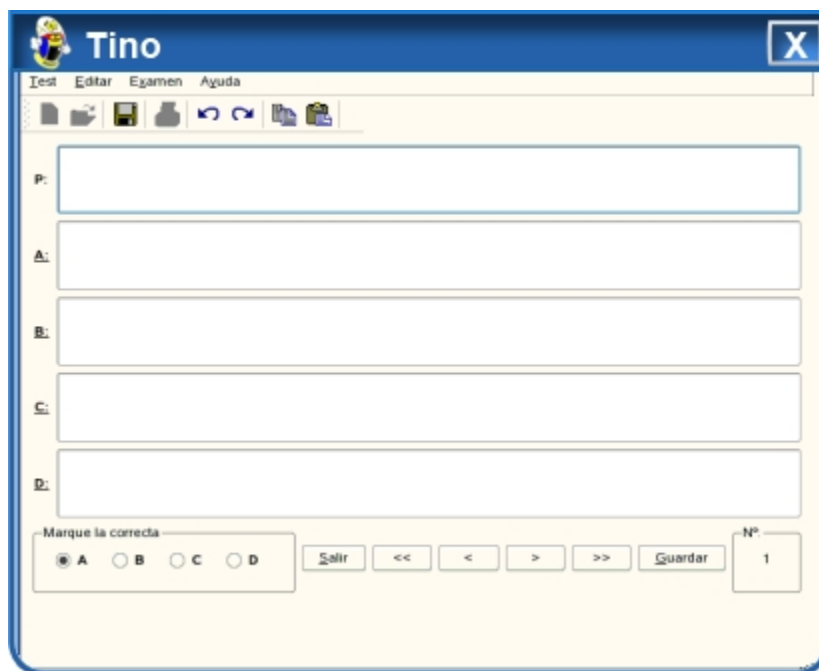 Tino X
Test Editar Examen Ayuda
P:
A:
B:
C:
D:
Marque la correcta Nº.
A B C D Salir << < > >> Guardar 1